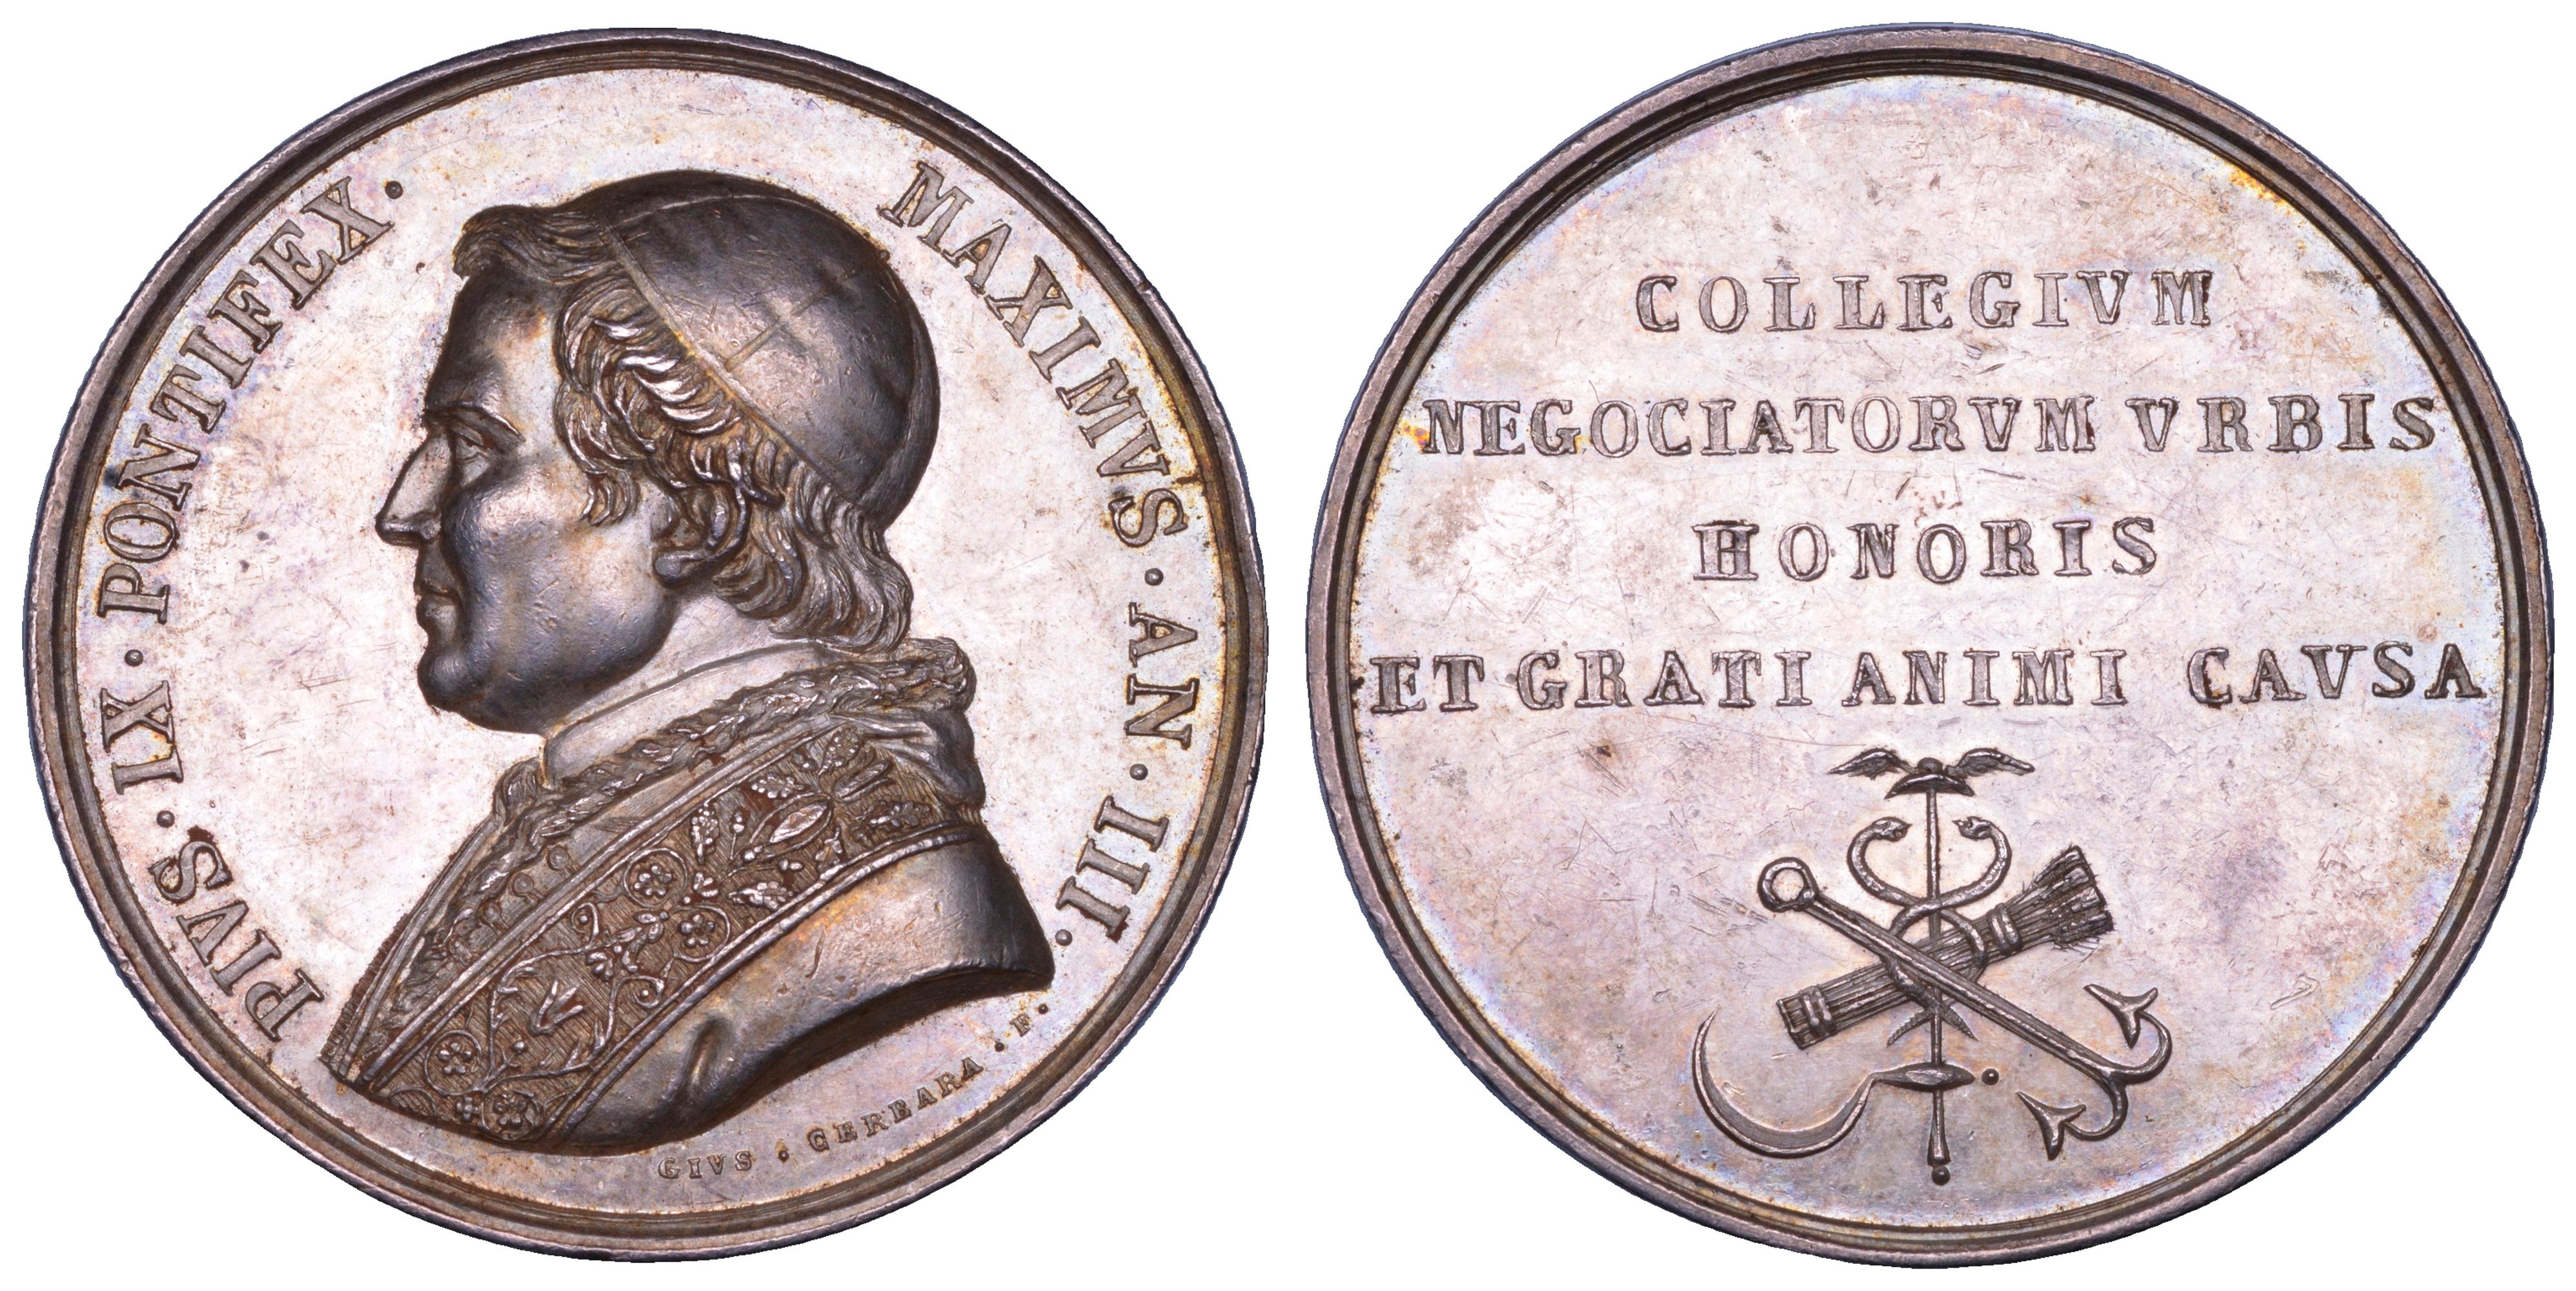 PIVS · IX · PONTIFEX · MAXIMVS · AN · III ·
GIVS · CERBARA · F ·
COLLEGIVM
NEGOCIATORVM VRBIS
HONORIS
ET GRATI ANIMI CAVSA